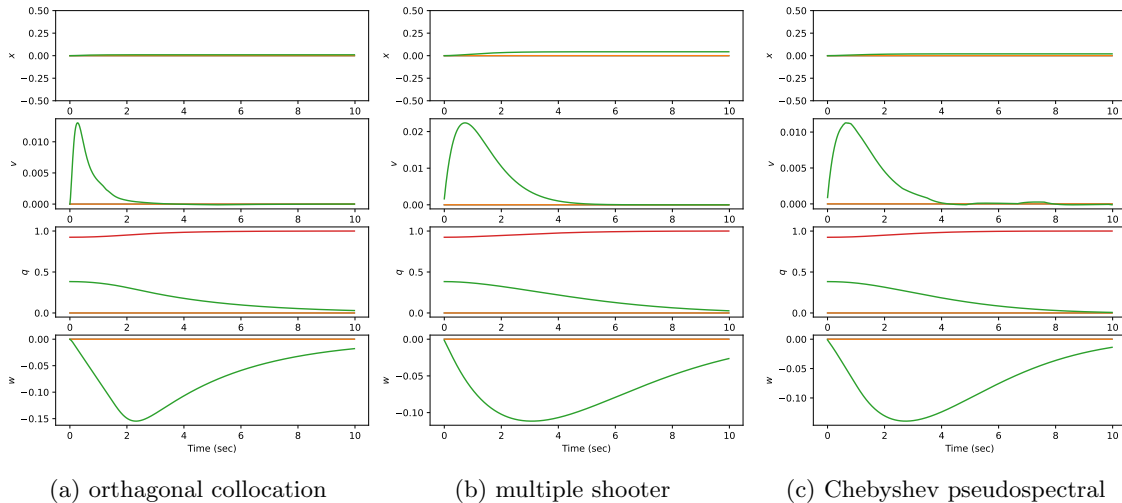 0.50
0.25
0.00
−0.25
−0.50
x
0 2 4 6 8 10
0.010
0.005
0.000
v
0 2 4 6 8 10
1.0
0.5
0.0
q
0 2 4 6 8 10
0.00
−0.05
−0.10
−0.15
w
0 2 4 6 8 10
Time (sec)
(a) orthagonal collocation
0.50
0.25
0.00
−0.25
−0.50
x
0 2 4 6 8 10
0.02
0.01
0.00
v
0 2 4 6 8 10
1.0
0.5
0.0
q
0 2 4 6 8 10
0.00
−0.05
−0.10
w
0 2 4 6 8 10
Time (sec)
(b) multiple shooter
0.50
0.25
0.00
−0.25
−0.50
x
0 2 4 6 8 10
0.010
0.005
0.000
v
0 2 4 6 8 10
1.0
0.5
0.0
q
0 2 4 6 8 10
0.00
−0.05
−0.10
w
0 2 4 6 8 10
Time (sec)
(c) Chebyshev pseudospectral